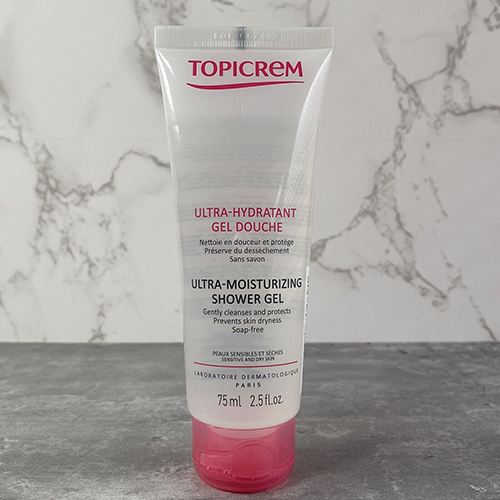 TOPICREM
ULTRA-HYDRATANT
GEL DOUCHE
Nettoie en douceur et protège
Préserve du dessèchement
Sans savon
ULTRA-MOISTURIZING
SHOWER GEL
Gently cleanses and protects
Prevents skin dryness
Soap-free
PEAUX SENSIBLES ET SÈCHES
SENSITIVE AND DRY SKIN
LABORATOIRE DERMATOLOGIQUE
PARIS
75 ml 2.5 fl.oz.